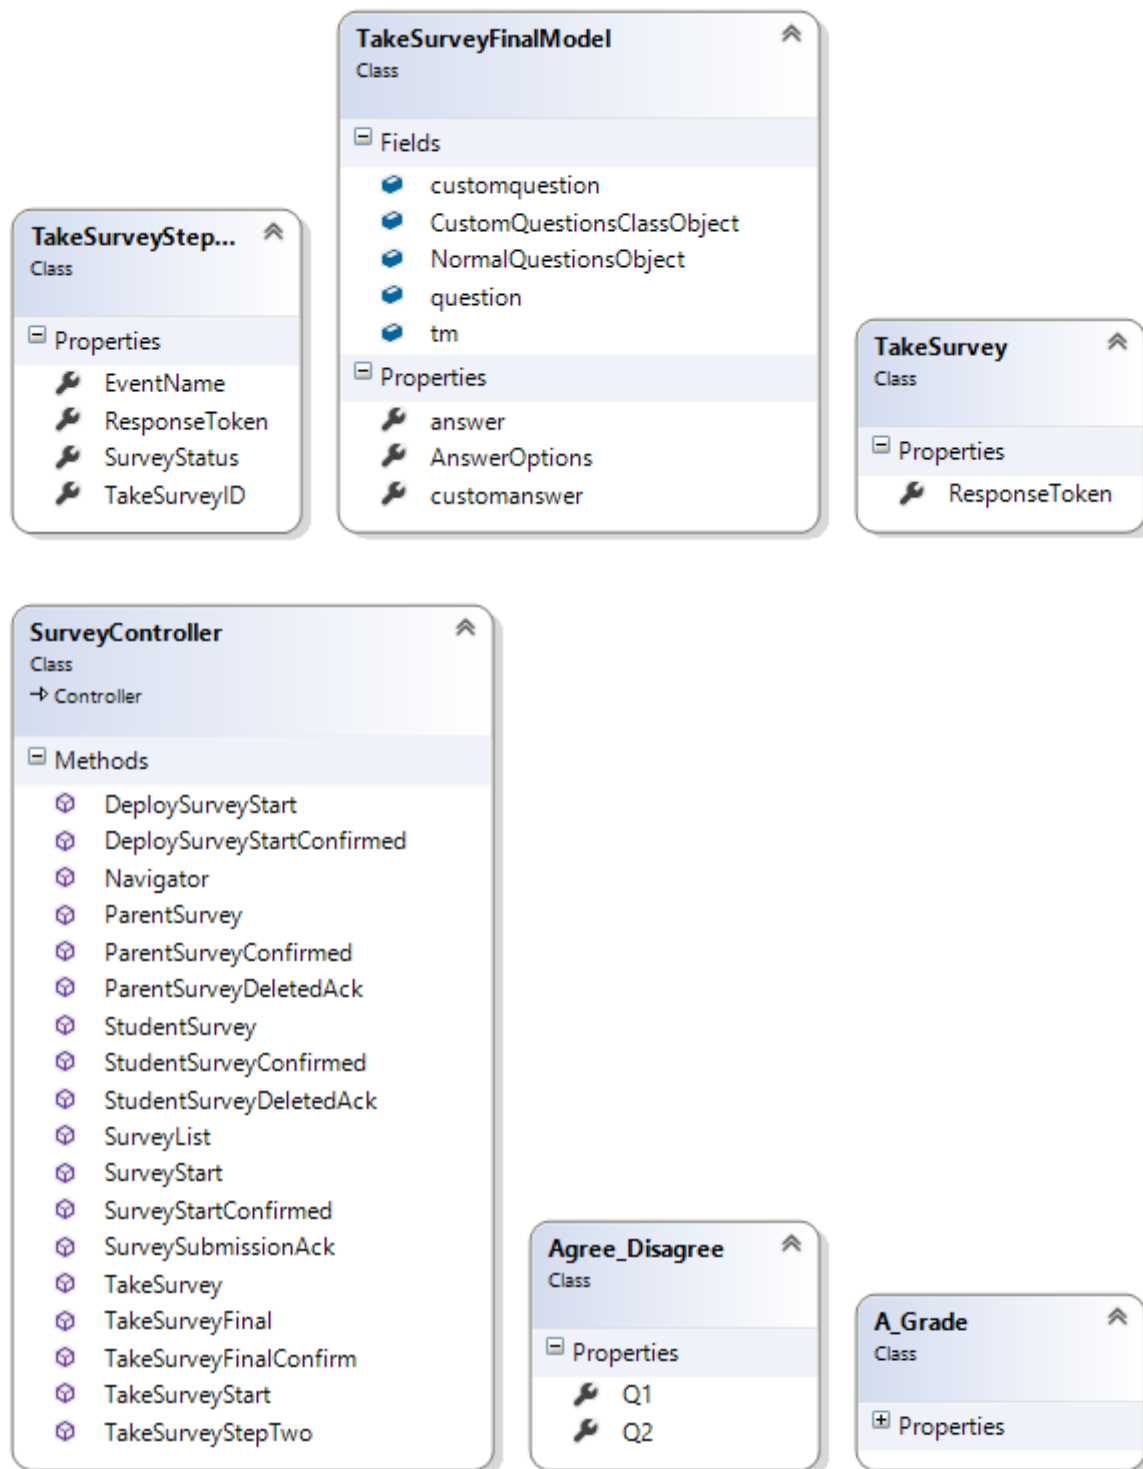 TakeSurveyFinalModel
Class
Fields
customquestion
CustomQuestionsClassObject
NormalQuestionsObject
question
tm
Properties
answer
AnswerOptions
customanswer
TakeSurveyStep...
Class
Properties
EventName
ResponseToken
SurveyStatus
TakeSurveyID
TakeSurvey
Class
Properties
ResponseToken
SurveyController
Class
Controller
Methods
DeploySurveyStart
DeploySurveyStartConfirmed
Navigator
ParentSurvey
ParentSurveyConfirmed
ParentSurveyDeletedAck
StudentSurvey
StudentSurveyConfirmed
StudentSurveyDeletedAck
SurveyList
SurveyStart
SurveyStartConfirmed
SurveySubmissionAck
TakeSurvey
TakeSurveyFinal
TakeSurveyFinalConfirm
TakeSurveyStart
TakeSurveyStepTwo
Agree_Disagree
Class
Properties
Q1
Q2
A_Grade
Class
Properties